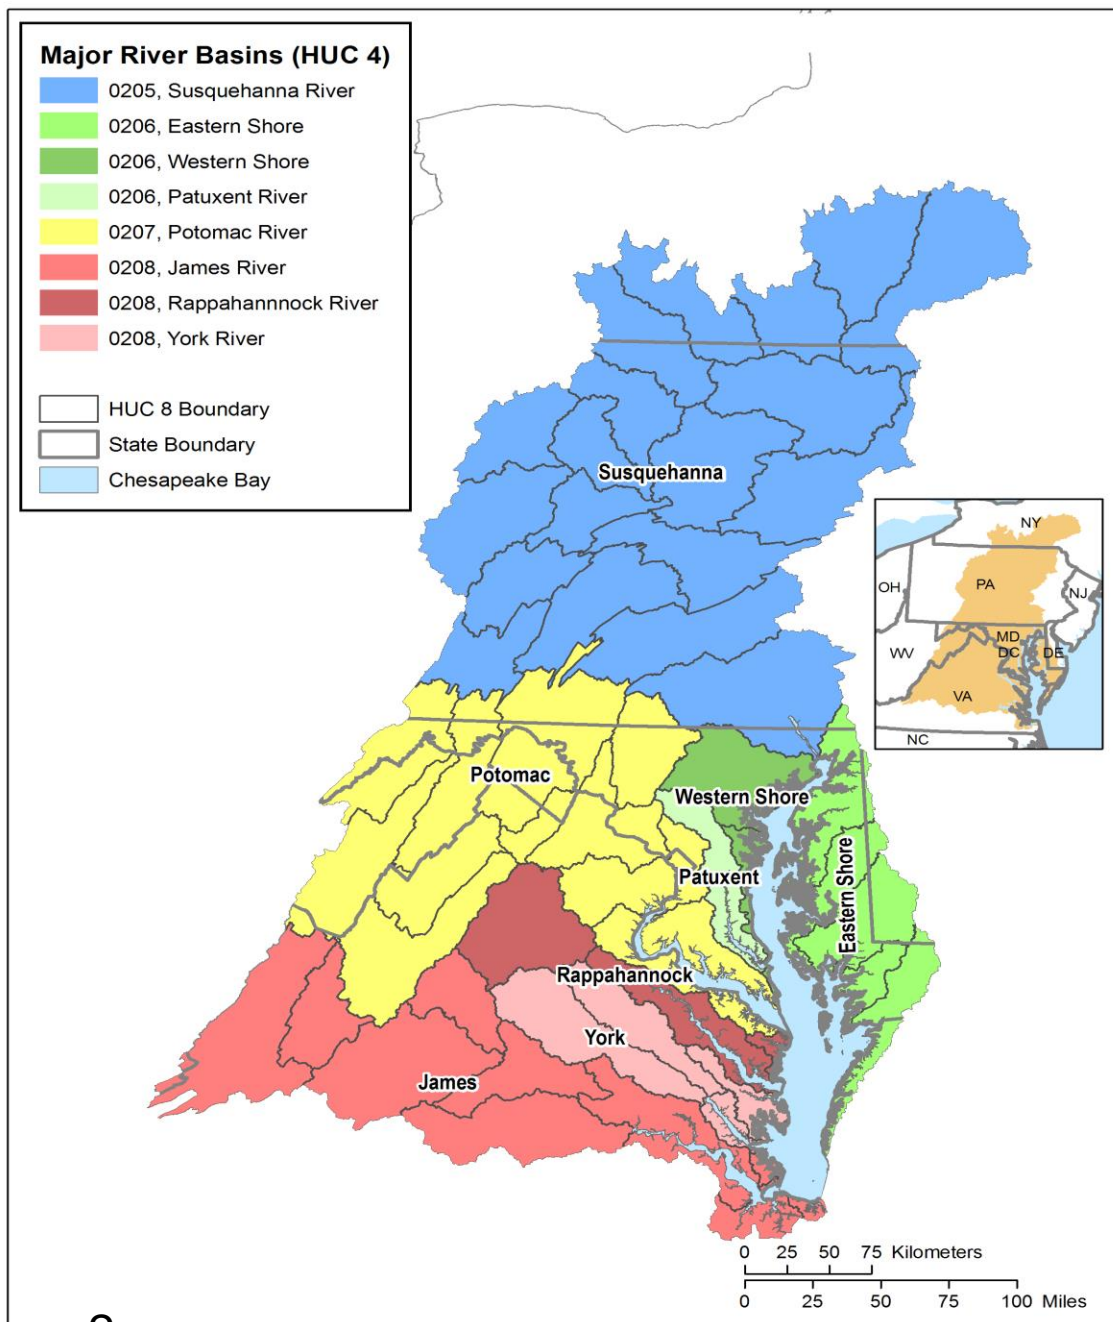 Major River Basins (HUC 4)
0205, Susquehanna River
0206, Eastern Shore
0206, Western Shore
0206, Patuxent River
0207, Potomac River
0208, James River
0208, Rappahannnock River
0208, York River
HUC 8 Boundary
State Boundary
Chesapeake Bay
Susquehanna
NY
PA
OH
NJ
MD
WV
DC
DE
VA
NC
Potomac
Western Shore
Patuxent
Eastern Shore
Rappahannock
York
James
0 25 50 75 Kilometers
0 25 50 75 100 Miles